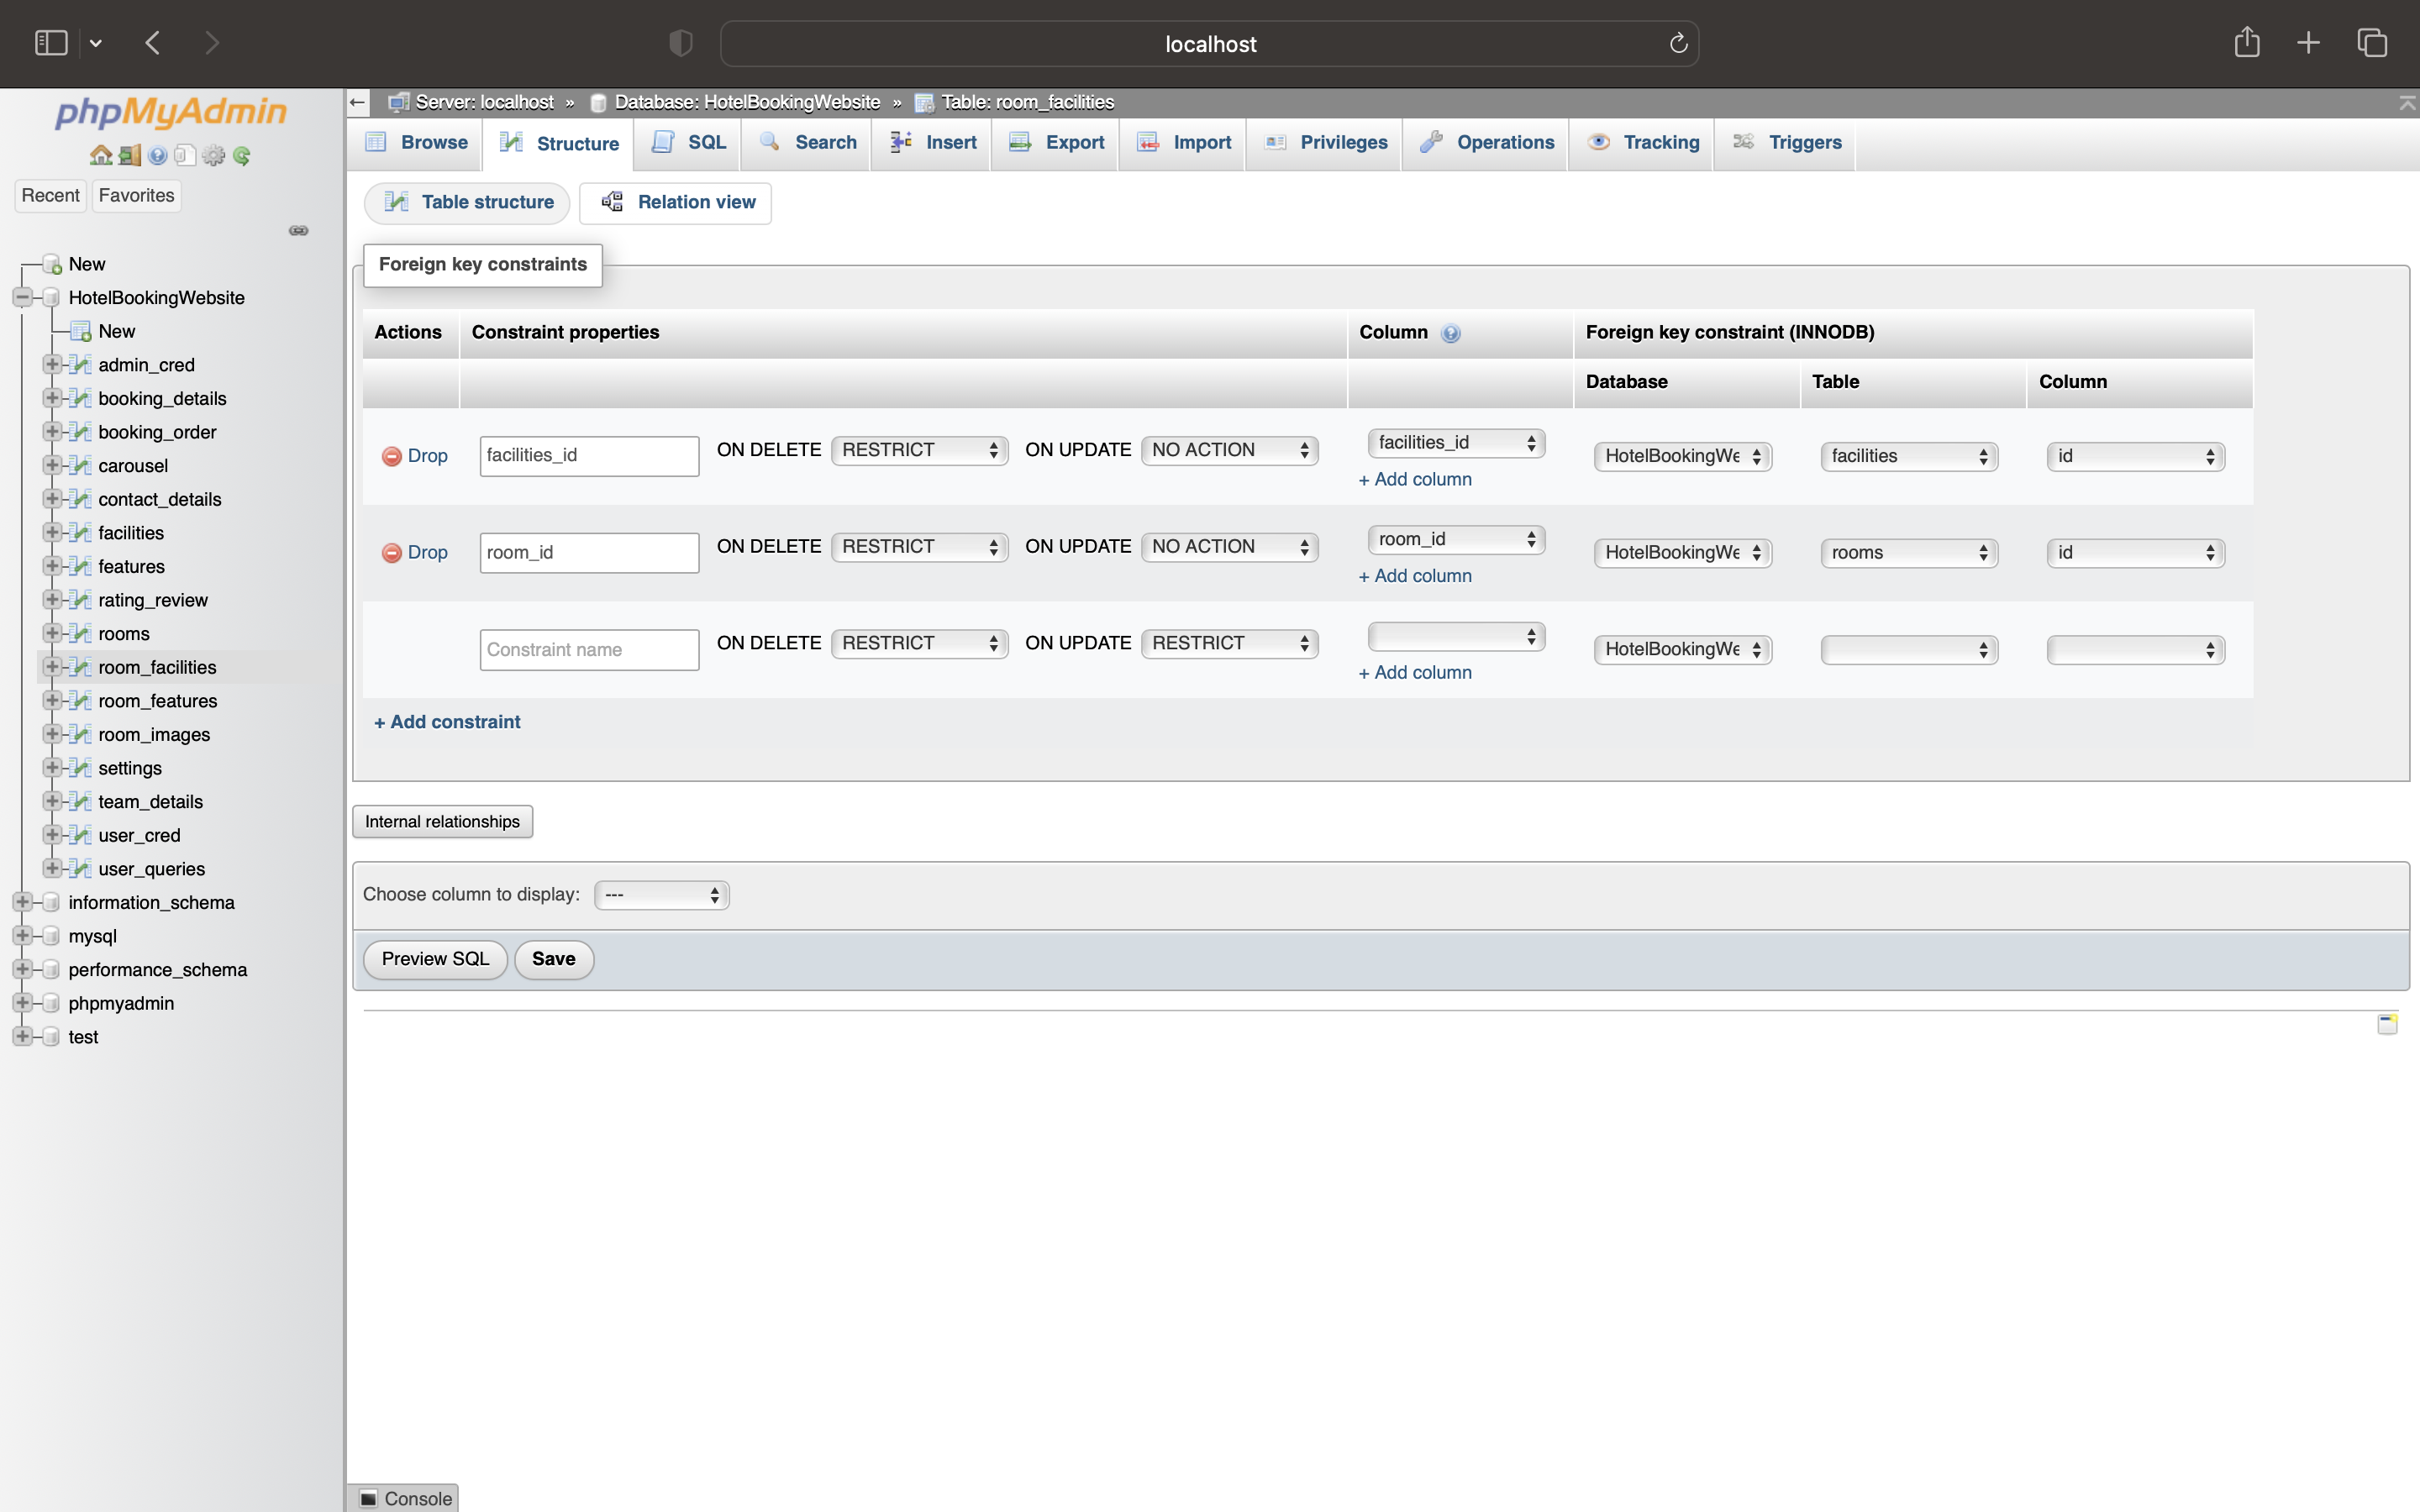 localhost
phpMyAdmin
Recent Favorites
New
HotelBookingWebsite
New
admin_cred
booking_details
booking_order
carousel
contact_details
facilities
features
rating_review
rooms
room_facilities
room_features
room_images
settings
team_details
user_cred
user_queries
information_schema
mysql
performance_schema
phpmyadmin
test
Server: localhost » Database: HotelBookingWebsite » Table: room_facilities
Browse Structure SQL Search Insert Export Import Privileges Operations Tracking Triggers
Table structure Relation view
Foreign key constraints
Actions Constraint properties Column Foreign key constraint (INNODB)
Database Table Column
Drop facilities_id ON DELETE RESTRICT ON UPDATE NO ACTION facilities_id HotelBookingWe facilities id
+ Add column
Drop room_id ON DELETE RESTRICT ON UPDATE NO ACTION room_id HotelBookingWe rooms id
+ Add column
Constraint name ON DELETE RESTRICT ON UPDATE RESTRICT HotelBookingWe
+ Add column
+ Add constraint
Internal relationships
Choose column to display: ---
Preview SQL Save
Console